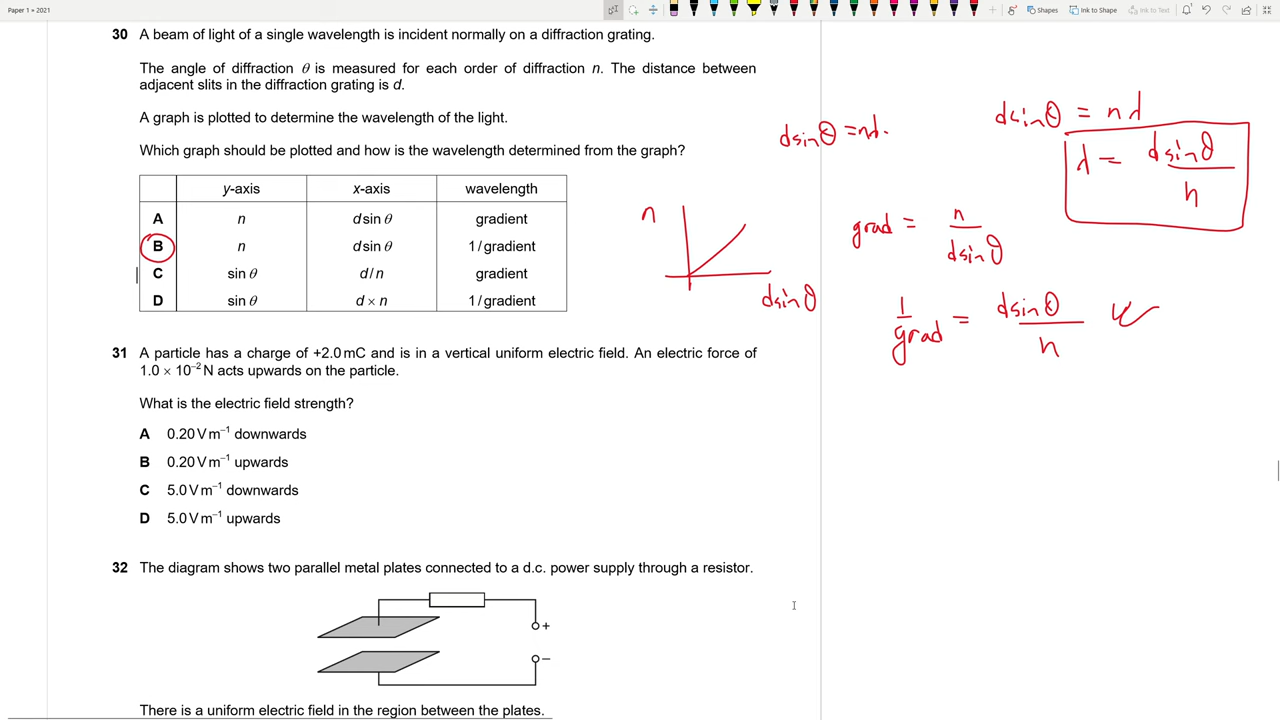 Paper 1 • 2021
Shapes
Ink to Shape
Ink to Text
30 A beam of light of a single wavelength is incident normally on a diffraction grating.
The angle of diffraction θ is measured for each order of diffraction n. The distance between
adjacent slits in the diffraction grating is d.
A graph is plotted to determine the wavelength of the light.
Which graph should be plotted and how is the wavelength determined from the graph?
y-axis x-axis wavelength
A n d sin θ gradient
B n d sin θ 1 / gradient
C sin θ d / n gradient
D sin θ d × n 1 / gradient
dsinθ = nλ.
n
dsinθ
dsinθ = nλ
λ = dsinθ / n
grad = n / dsinθ
1 / grad = dsinθ / n
31 A particle has a charge of +2.0 mC and is in a vertical uniform electric field. An electric force of
1.0 × 10⁻² N acts upwards on the particle.
What is the electric field strength?
A 0.20 V m⁻¹ downwards
B 0.20 V m⁻¹ upwards
C 5.0 V m⁻¹ downwards
D 5.0 V m⁻¹ upwards
32 The diagram shows two parallel metal plates connected to a d.c. power supply through a resistor.
+
–
There is a uniform electric field in the region between the plates.